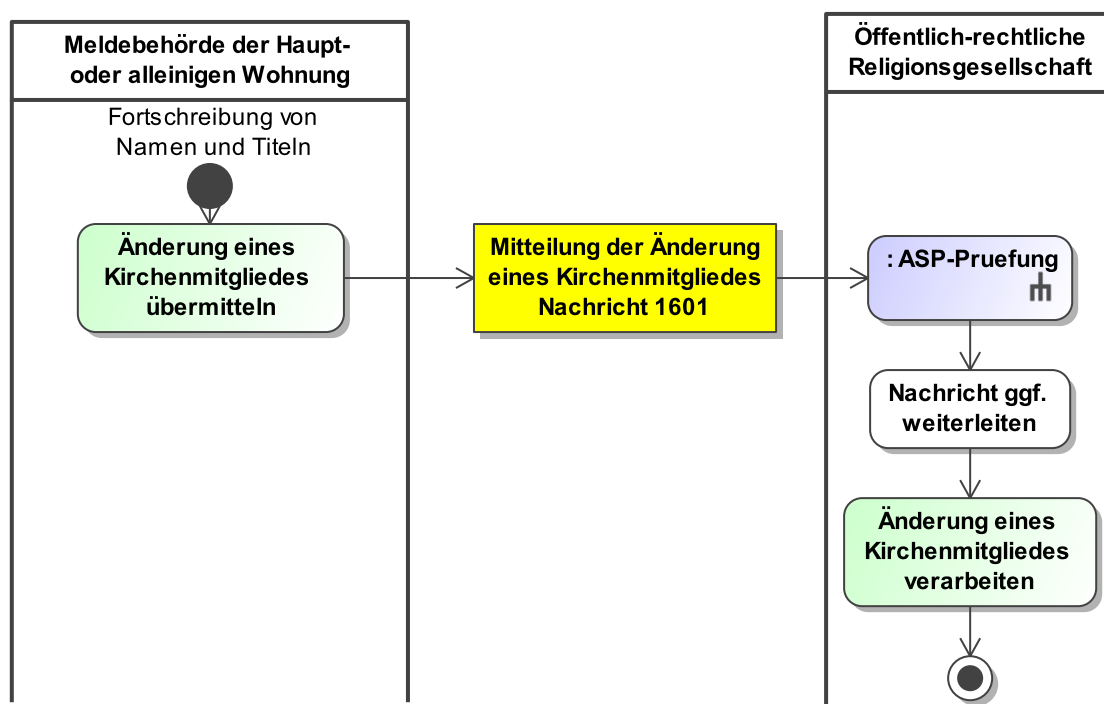 Meldebehörde der Haupt-
oder alleinigen Wohnung
Fortschreibung von
Namen und Titeln
Änderung eines
Kirchenmitgliedes
übermitteln
Mitteilung der Änderung
eines Kirchenmitgliedes
Nachricht 1601
Öffentlich-rechtliche
Religionsgesellschaft
: ASP-Pruefung
Nachricht ggf.
weiterleiten
Änderung eines
Kirchenmitgliedes
verarbeiten